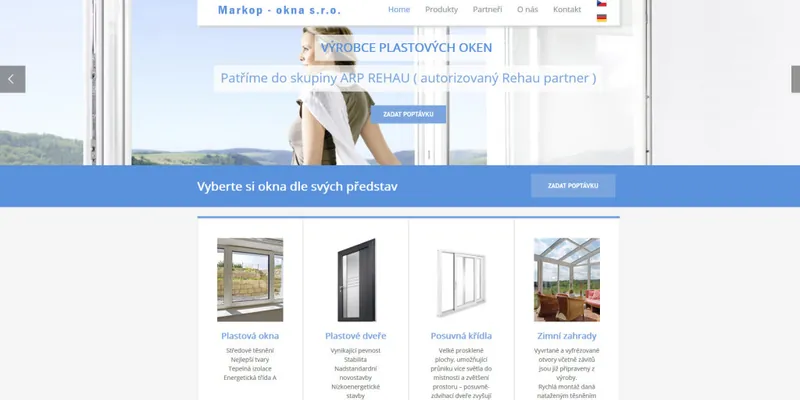 Markop - okna s.r.o.
Home Produkty Partneři O nás Kontakt
VÝROBCE PLASTOVÝCH OKEN
Patříme do skupiny ARP REHAU ( autorizovaný Rehau partner )
ZADAT POPTÁVKU
Vyberte si okna dle svých představ
ZADAT POPTÁVKU
Plastová okna
Středové těsnění
Nejlepší tvary
Tepelná izolace
Energetická třída A
Plastové dveře
Vynikající pevnost
Stabilita
Nadstandardní
novostavby
Nízkoenergetické
stavby
Posuvná křídla
Velké prosklené
plochy, umožňující
průniku více světla do
místnosti a zvětšení
prostoru – posuvně-
zdvihací dveře zvyšují
Zimní zahrady
Vyvrtané a vyfrézované
otvory včetně závitů
jsou již připraveny z
výroby.
Rychlá montáž daná
nataženým těsněním